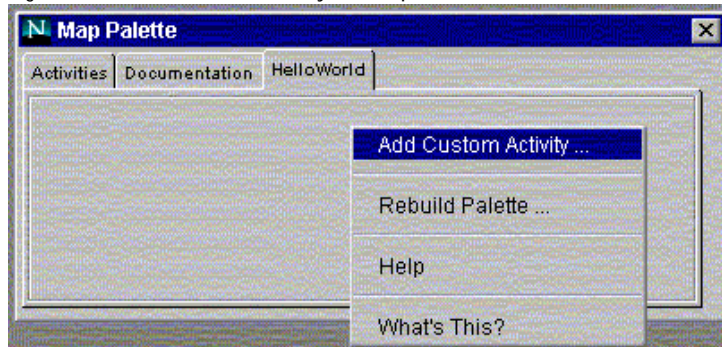 N Map Palette
Activities Documentation HelloWorld
Add Custom Activity ...
Rebuild Palette ...
Help
What's This?